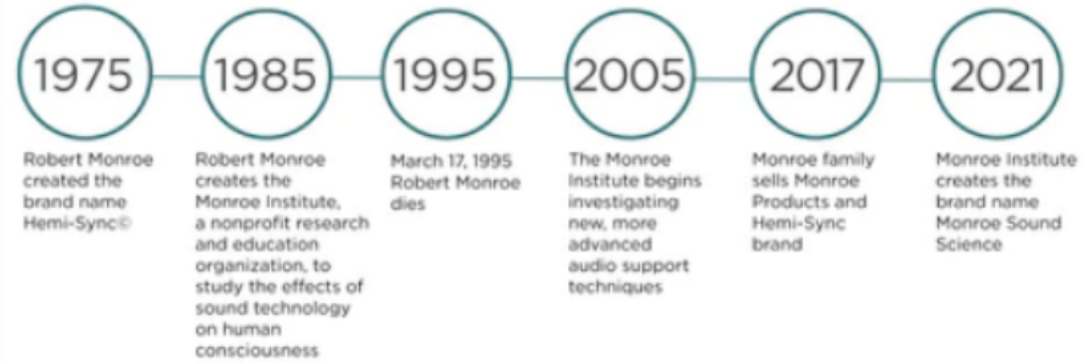 1975
Robert Monroe
created the
brand name
Hemi-Sync©
1985
Robert Monroe
creates the
Monroe Institute,
a nonprofit research
and education
organization, to
study the effects of
sound technology
on human
consciousness
1995
March 17, 1995
Robert Monroe
dies
2005
The Monroe
Institute begins
investigating
new, more
advanced
audio support
techniques
2017
Monroe family
sells Monroe
Products and
Hemi-Sync
brand
2021
Monroe Institute
creates the
brand name
Monroe Sound
Science